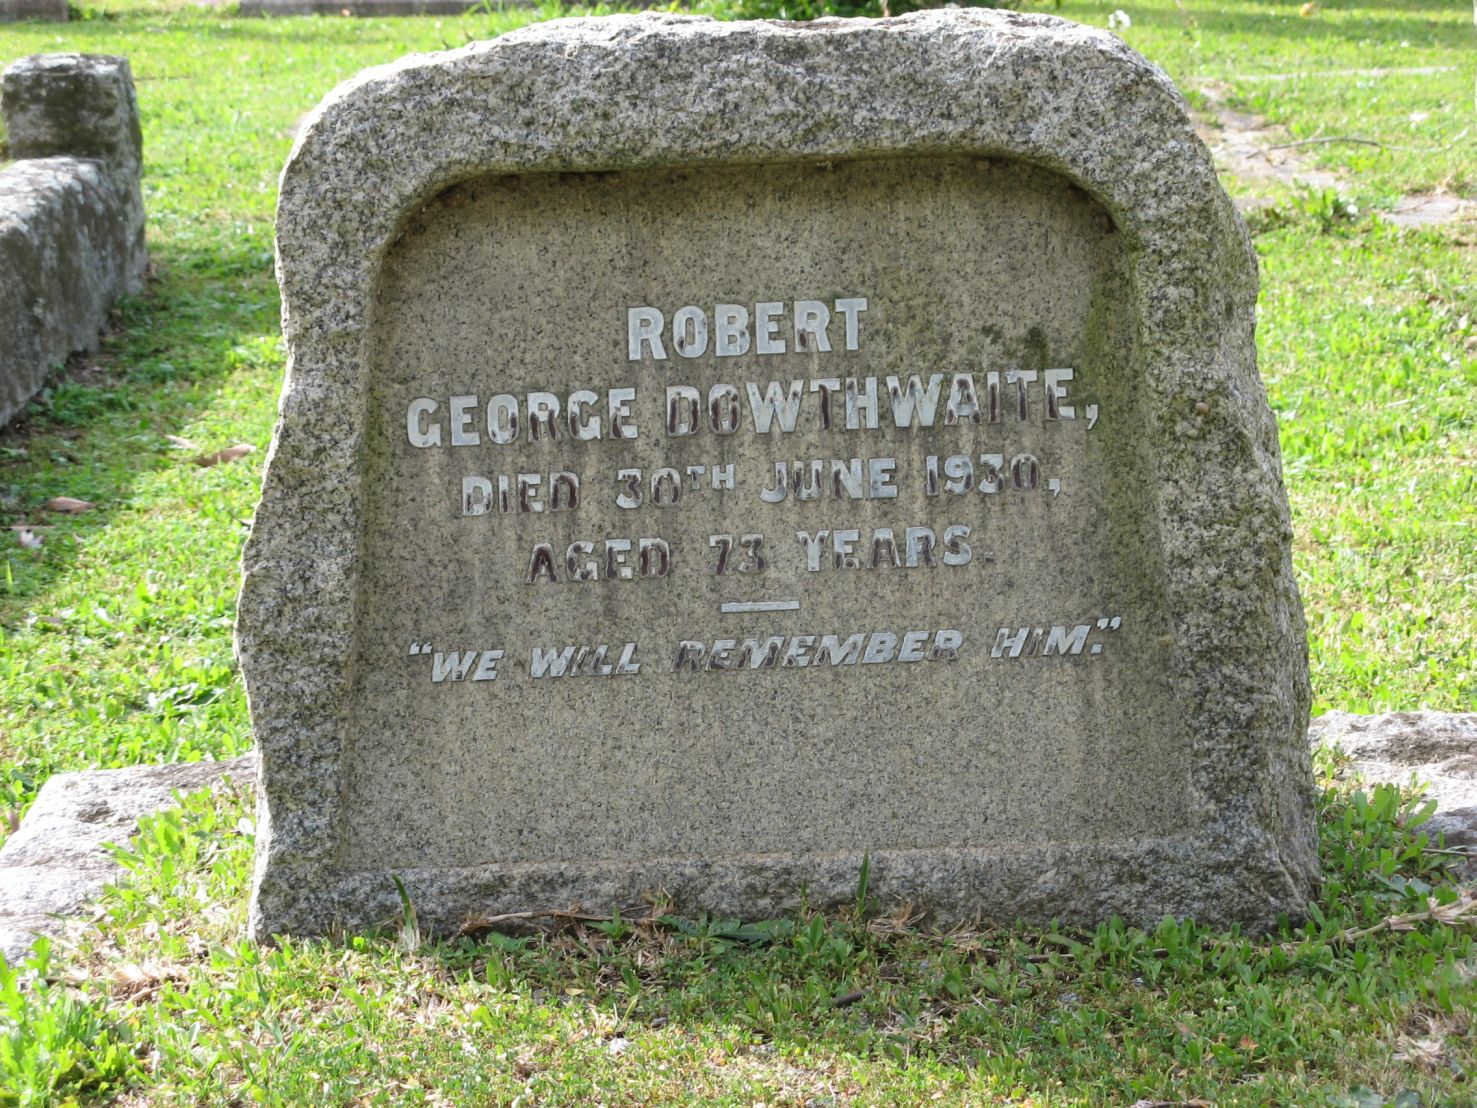 ROBERT
GEORGE DOWTHWAITE,
DIED 30TH JUNE 1930,
AGED 73 YEARS.
"WE WILL REMEMBER HIM."